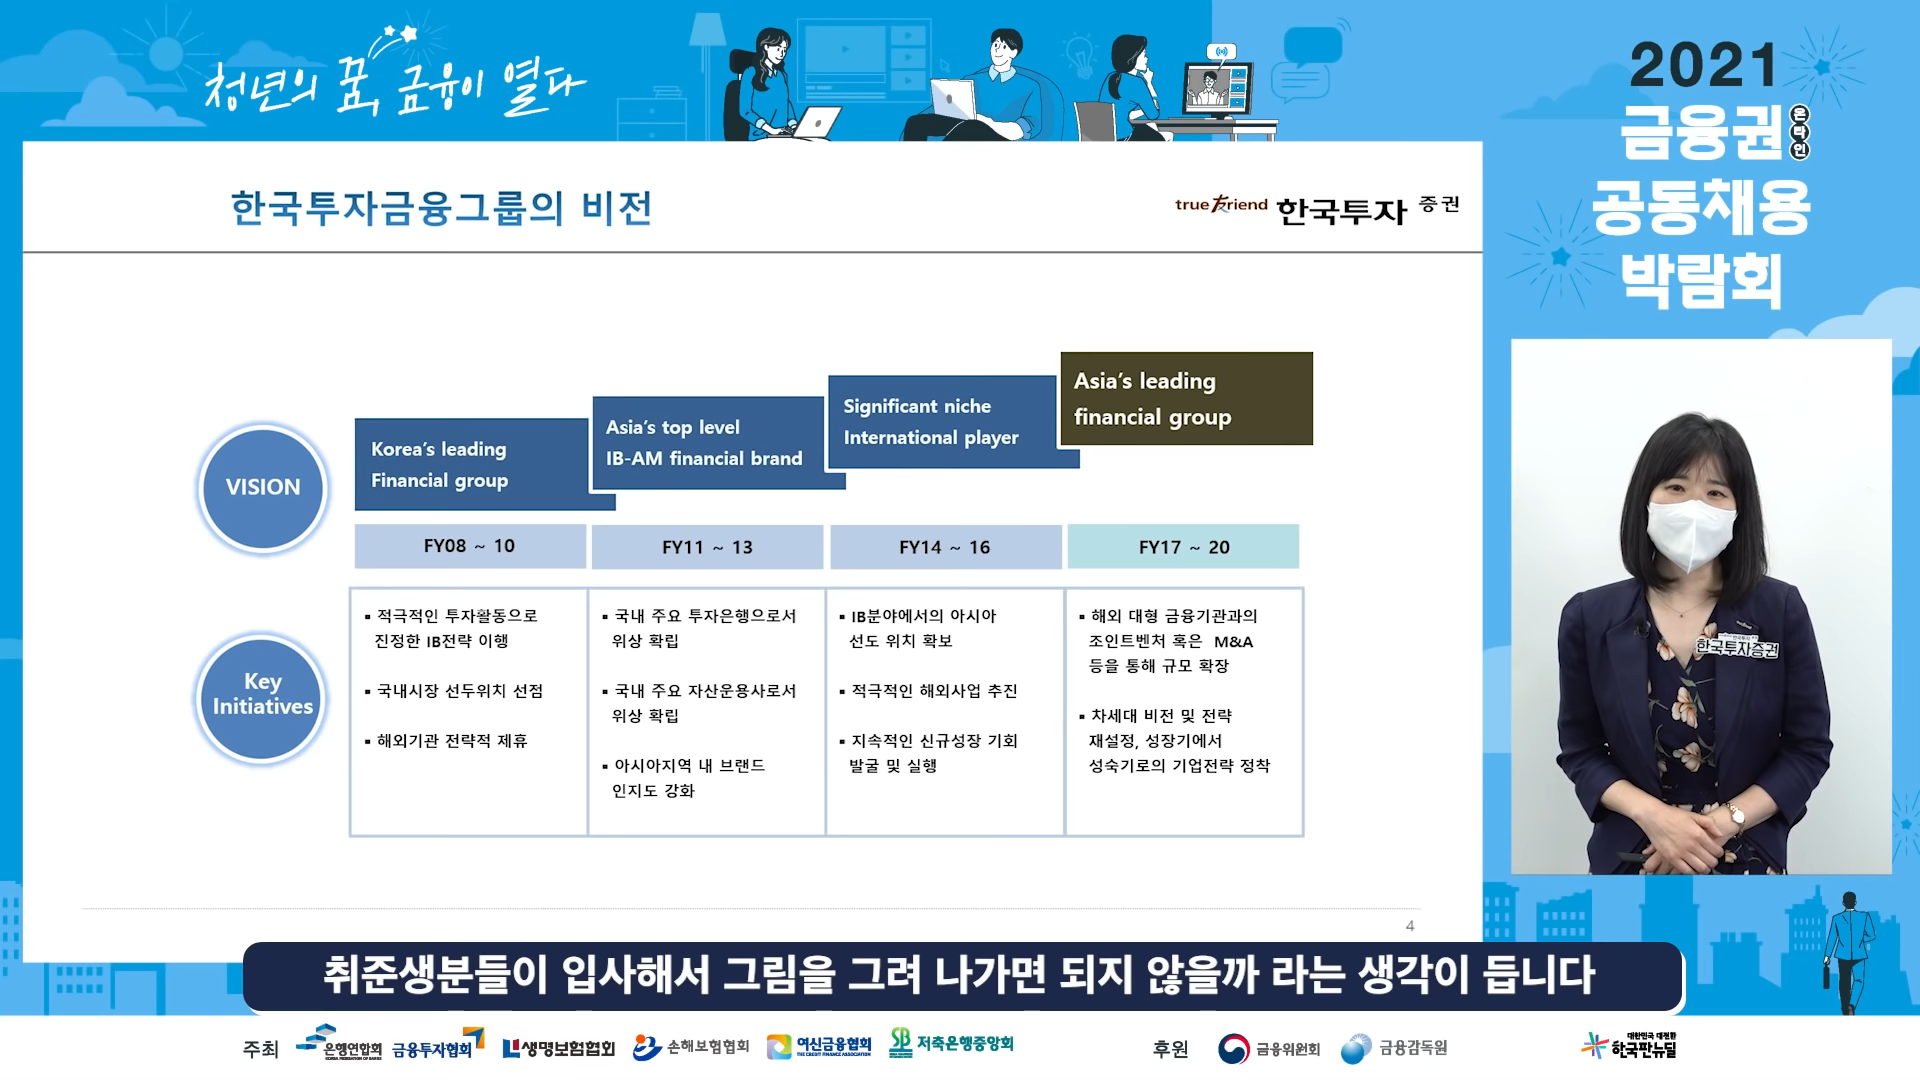 청년의 꿈, 금융이 열다
2021
금융권
온라인
공동채용
박람회
한국투자금융그룹의 비전
true friend 한국투자 증권
VISION
Korea's leading
Financial group
Asia's top level
IB-AM financial brand
Significant niche
International player
Asia's leading
financial group
FY08 ~ 10
FY11 ~ 13
FY14 ~ 16
FY17 ~ 20
Key
Initiatives
▪ 적극적인 투자활동으로
진정한 IB전략 이행
▪ 국내시장 선두위치 선점
▪ 해외기관 전략적 제휴
▪ 국내 주요 투자은행으로서
위상 확립
▪ 국내 주요 자산운용사로서
위상 확립
▪ 아시아지역 내 브랜드
인지도 강화
▪ IB분야에서의 아시아
선도 위치 확보
▪ 적극적인 해외사업 추진
▪ 지속적인 신규성장 기회
발굴 및 실행
▪ 해외 대형 금융기관과의
조인트벤처 혹은 M&A
등을 통해 규모 확장
▪ 차세대 비전 및 전략
재설정, 성장기에서
성숙기로의 기업전략 정착
한국투자증권
4
취준생분들이 입사해서 그림을 그려 나가면 되지 않을까 라는 생각이 듭니다
주최 은행연합회 금융투자협회 생명보험협회 손해보험협회 여신금융협회 저축은행중앙회 후원 금융위원회 금융감독원
THE CREDIT FINANCE ASSOCIATION
대한민국 대전환
한국판뉴딜